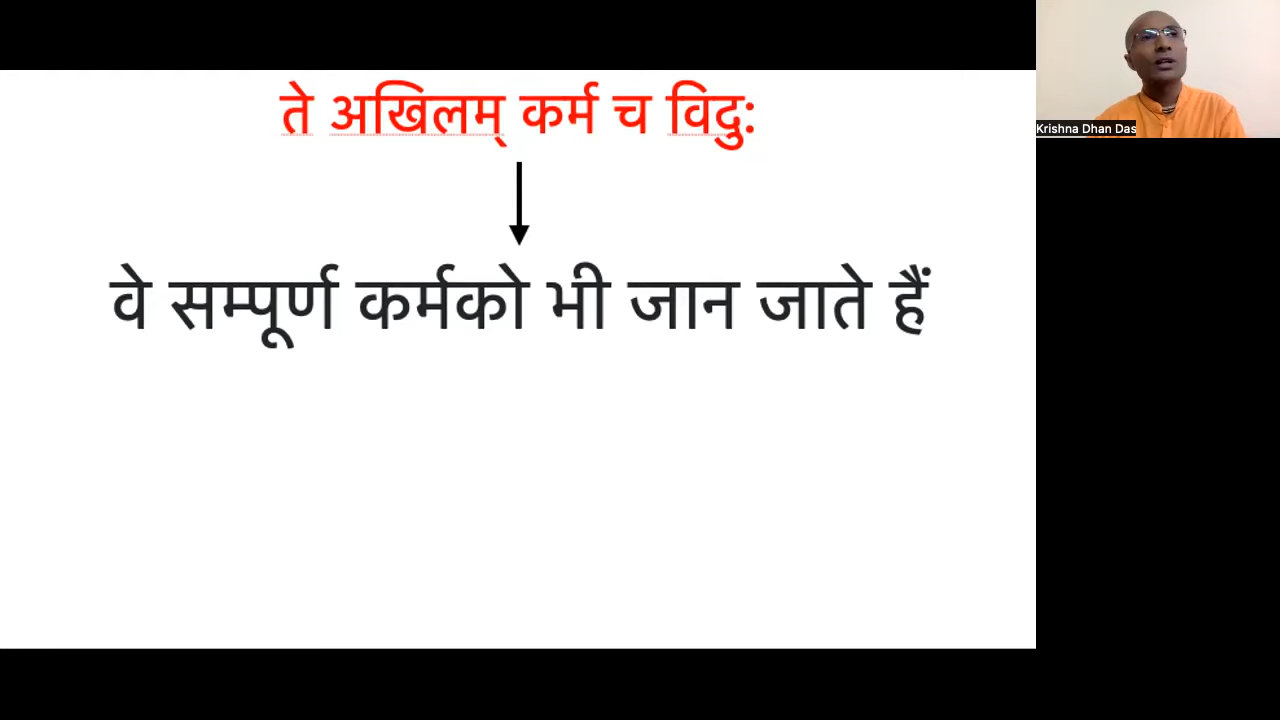 ते अखिलम् कर्म च विदु:
वे सम्पूर्ण कर्मको भी जान जाते हैं
Krishna Dhan Das